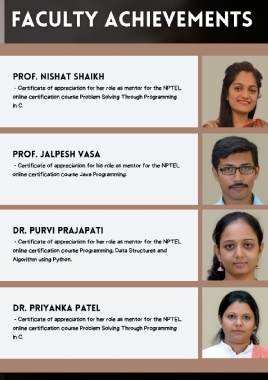 FACULTY ACHIEVEMENTS
PROF. NISHAT SHAIKH
- Certificate of appreciation for her role as mentor for the NPTEL
online certification course Problem Solving Through Programming
in C.
PROF. JALPESH VASA
- Certificate of appreciation for his role as mentor for the NPTEL
online certification course Java Programming.
DR. PURVI PRAJAPATI
- Certificate of appreciation for her role as mentor for the NPTEL
online certification course Programming, Data Structures and
Algorithm using Python.
DR. PRIYANKA PATEL
- Certificate of appreciation for her role as mentor for the NPTEL
online certification course Problem Solving Through Programming
in C.